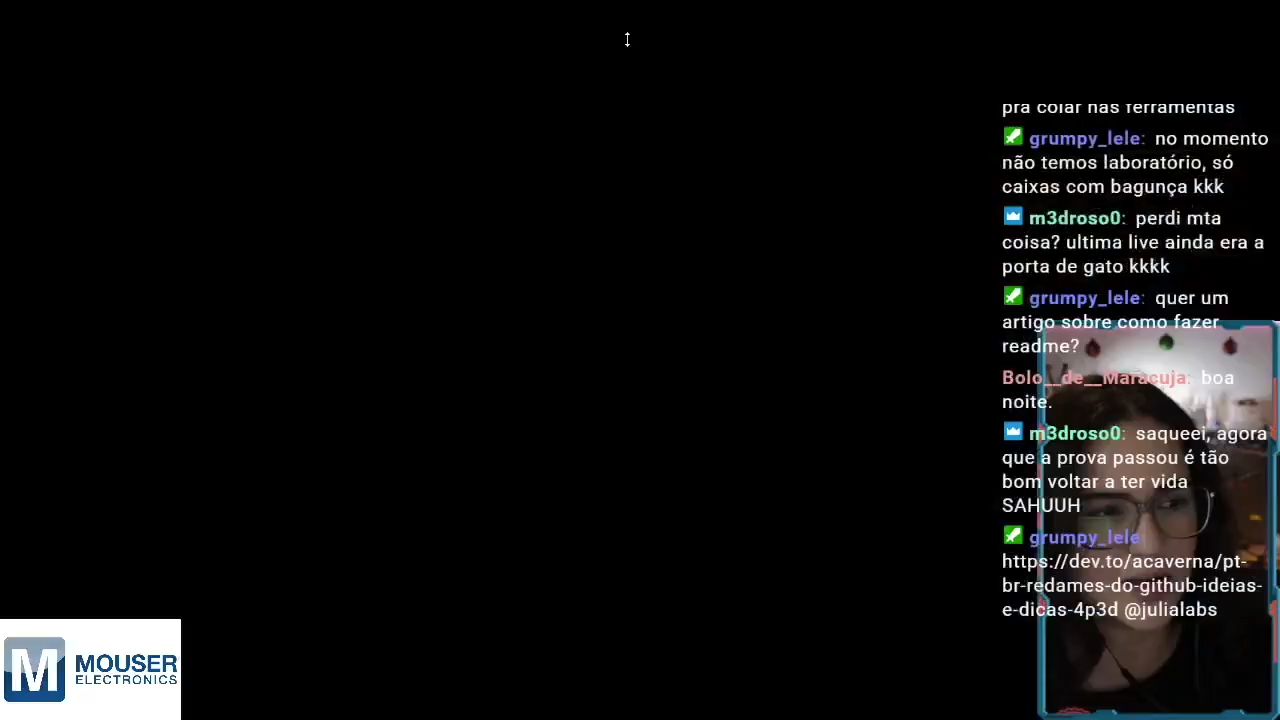 pra colar nas ferramentas
grumpy_lele: no momento
não temos laboratório, só
caixas com bagunça kkk
m3droso0: perdi mta
coisa? ultima live ainda era a
porta de gato kkkk
grumpy_lele: quer um
artigo sobre como fazer
readme?
Bolo__de__Maracuja: boa
noite.
m3droso0: saqueei, agora
que a prova passou é tão
bom voltar a ter vida
SAHUUH
grumpy_lele:
https://dev.to/acaverna/pt-
br-redames-do-github-ideias-
e-dicas-4p3d @julialabs
M MOUSER
ELECTRONICS